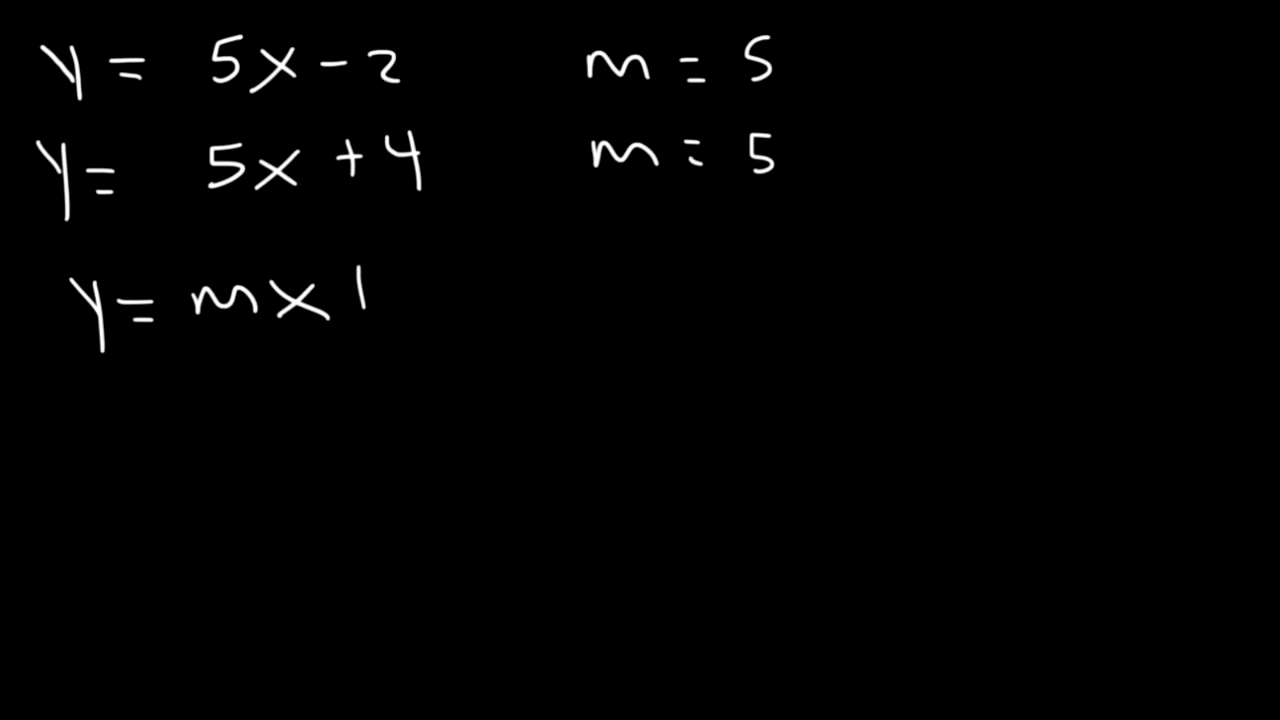 y = 5x - 2 m = 5
y = 5x + 4 m = 5
y = mx